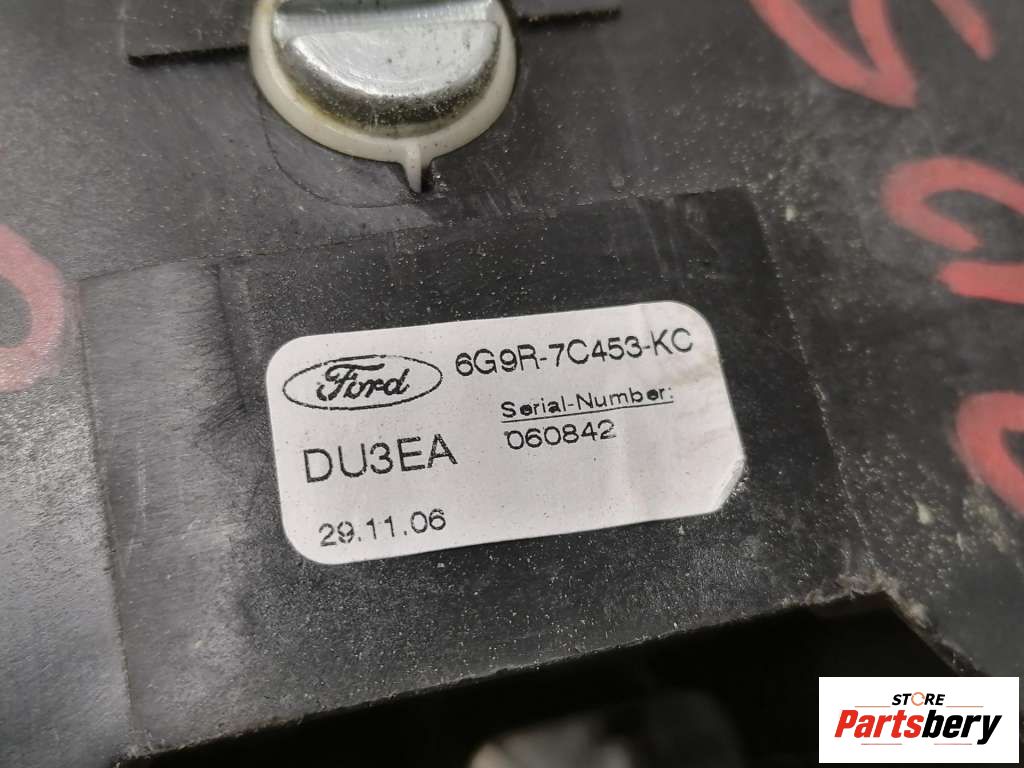 Ford 6G9R-7C453-KC
Serial-Number:
DU3EA 060842
29.11.06
STORE
Partsbery